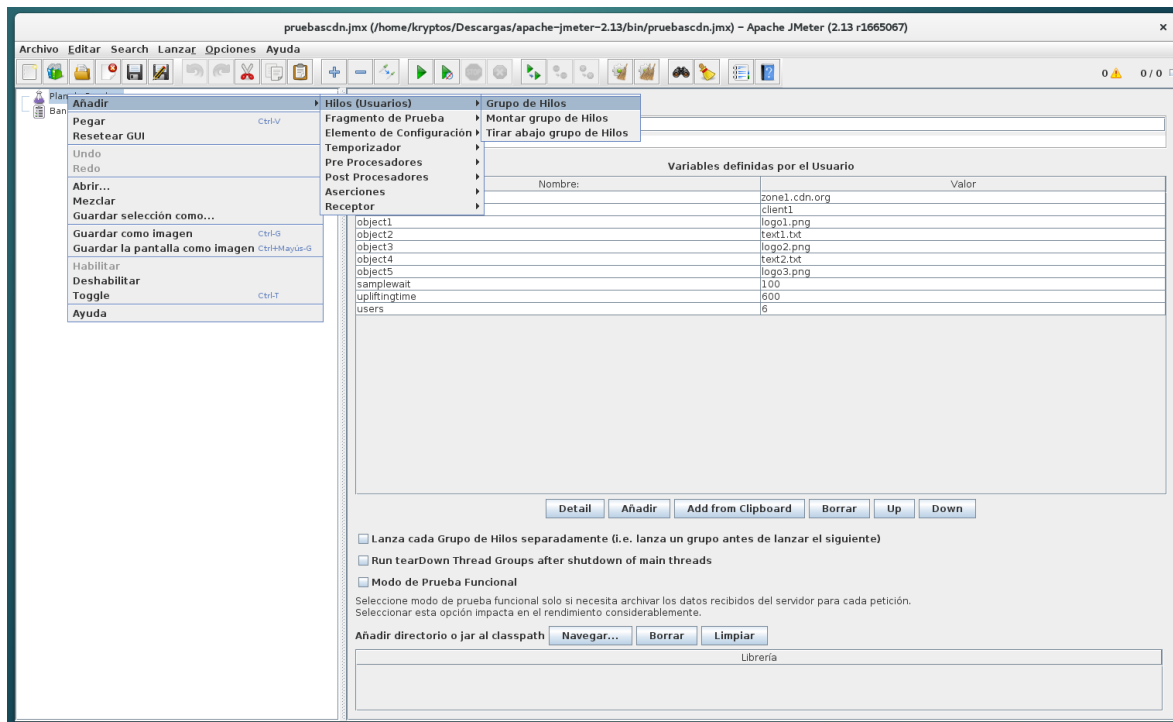 pruebascdn.jmx (/home/kryptos/Descargas/apache-jmeter-2.13/bin/pruebascdn.jmx) – Apache JMeter (2.13 r1665067) ×
Archivo Editar Search Lanzar Opciones Ayuda
0 0 / 0
Plan
Ban
Añadir
Pegar Ctrl-V
Resetear GUI
Undo
Redo
Abrir...
Mezclar
Guardar selección como...
Guardar como imagen Ctrl-G
Guardar la pantalla como imagen Ctrl+Mayús-G
Habilitar
Deshabilitar
Toggle Ctrl-T
Ayuda
Hilos (Usuarios)
Fragmento de Prueba
Elemento de Configuración
Temporizador
Pre Procesadores
Post Procesadores
Aserciones
Receptor
Grupo de Hilos
Montar grupo de Hilos
Tirar abajo grupo de Hilos
Variables definidas por el Usuario
Nombre: Valor
zone1.cdn.org
client1
object1 logo1.png
object2 text1.txt
object3 logo2.png
object4 text2.txt
object5 logo3.png
samplewait 100
upliftingtime 600
users 6
Detail Añadir Add from Clipboard Borrar Up Down
Lanza cada Grupo de Hilos separadamente (i.e. lanza un grupo antes de lanzar el siguiente)
Run tearDown Thread Groups after shutdown of main threads
Modo de Prueba Funcional
Seleccione modo de prueba funcional solo si necesita archivar los datos recibidos del servidor para cada petición.
Seleccionar esta opción impacta en el rendimiento considerablemente.
Añadir directorio o jar al classpath Navegar... Borrar Limpiar
Librería